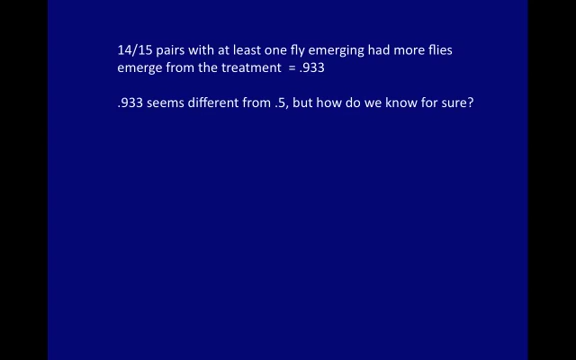 14/15 pairs with at least one fly emerging had more flies
emerge from the treatment = .933
.933 seems different from .5, but how do we know for sure?